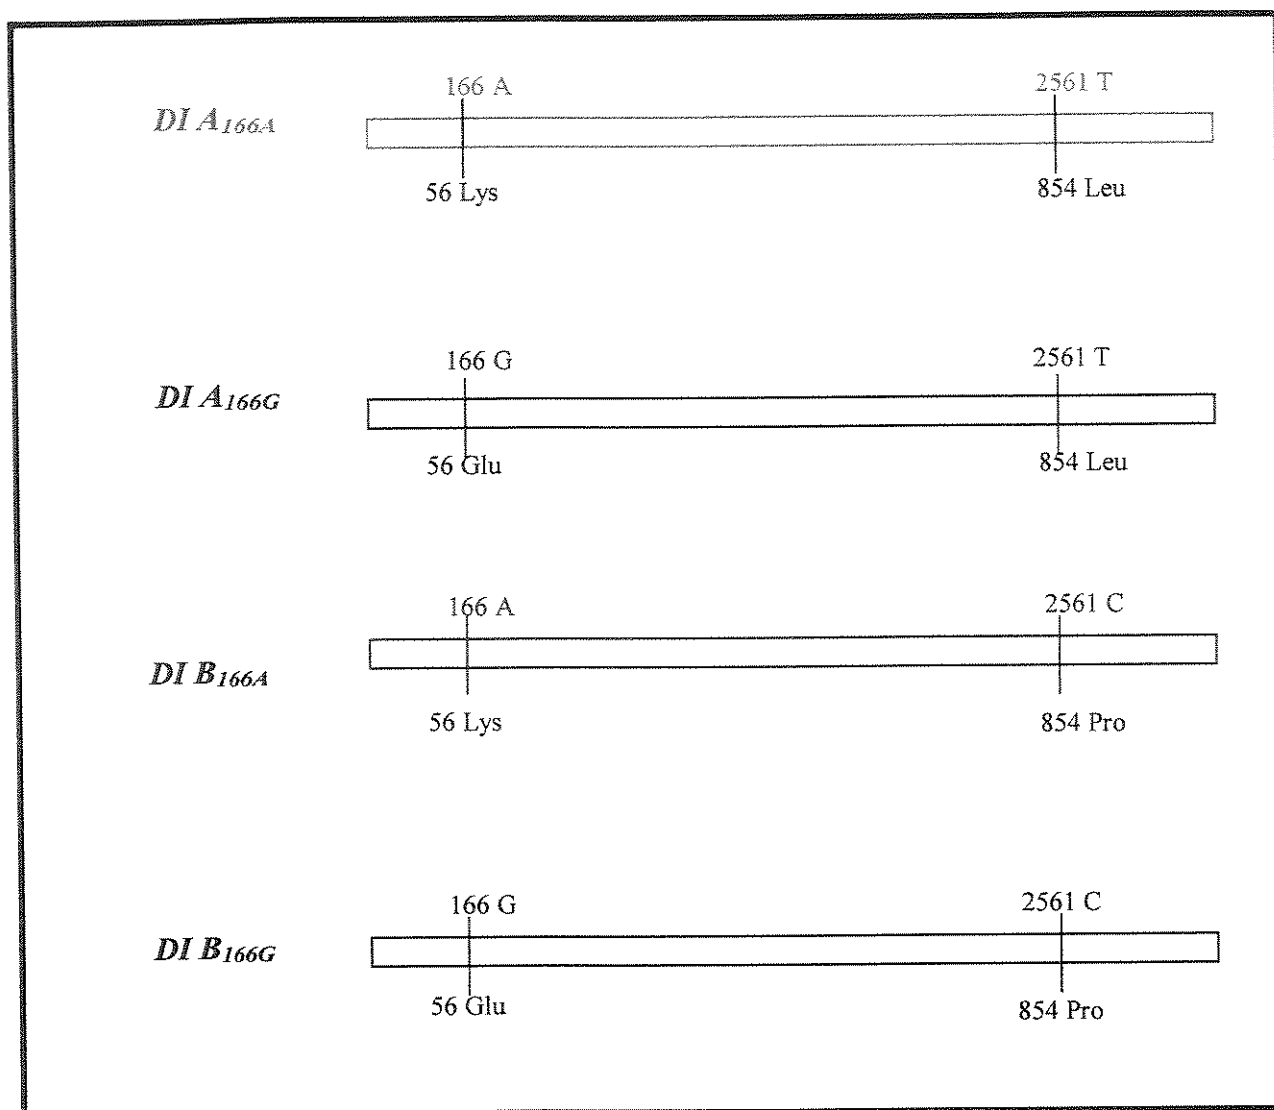 166 A 2561 T
DI A166A
56 Lys 854 Leu
166 G 2561 T
DI A166G
56 Glu 854 Leu
166 A 2561 C
DI B166A
56 Lys 854 Pro
166 G 2561 C
DI B166G
56 Glu 854 Pro